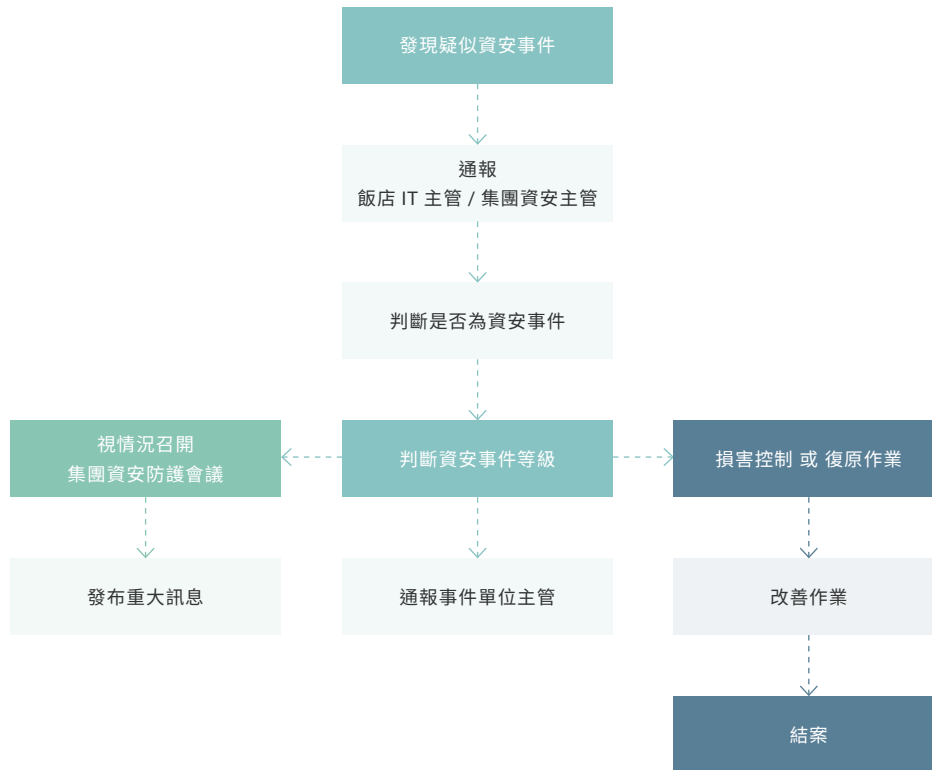 發現疑似資安事件
通報
飯店 IT 主管 / 集團資安主管
判斷是否為資安事件
視情況召開
集團資安防護會議
判斷資安事件等級
損害控制 或 復原作業
發布重大訊息
通報事件單位主管
改善作業
結案